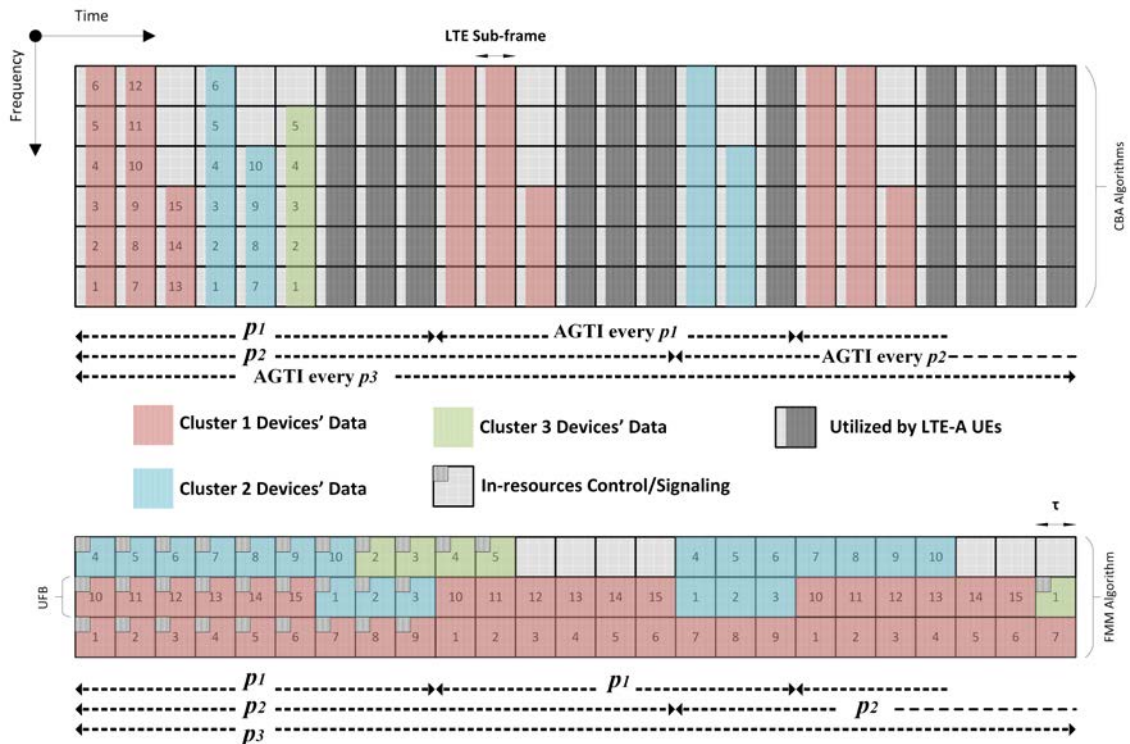 Time
LTE Sub-frame
Frequency
6 12 6
5 11 5 5
4 10 4 10 4
3 9 15 3 9 3
2 8 14 2 8 2
1 7 13 1 7 1
CBA Algorithms
p1 AGTI every p1
p2 AGTI every p2
AGTI every p3
Cluster 1 Devices’ Data Cluster 3 Devices’ Data Utilized by LTE-A UEs
Cluster 2 Devices’ Data In-resources Control/Signaling
τ
4 5 6 7 8 9 10 2 3 4 5 4 5 6 7 8 9 10
UFB
10 11 12 13 14 15 1 2 3 10 11 12 13 14 15 1 2 3 10 11 12 13 14 15 1
1 2 3 4 5 6 7 8 9 1 2 3 4 5 6 7 8 9 1 2 3 4 5 6 7
FMM Algorithm
p1 p1
p2 p2
p3